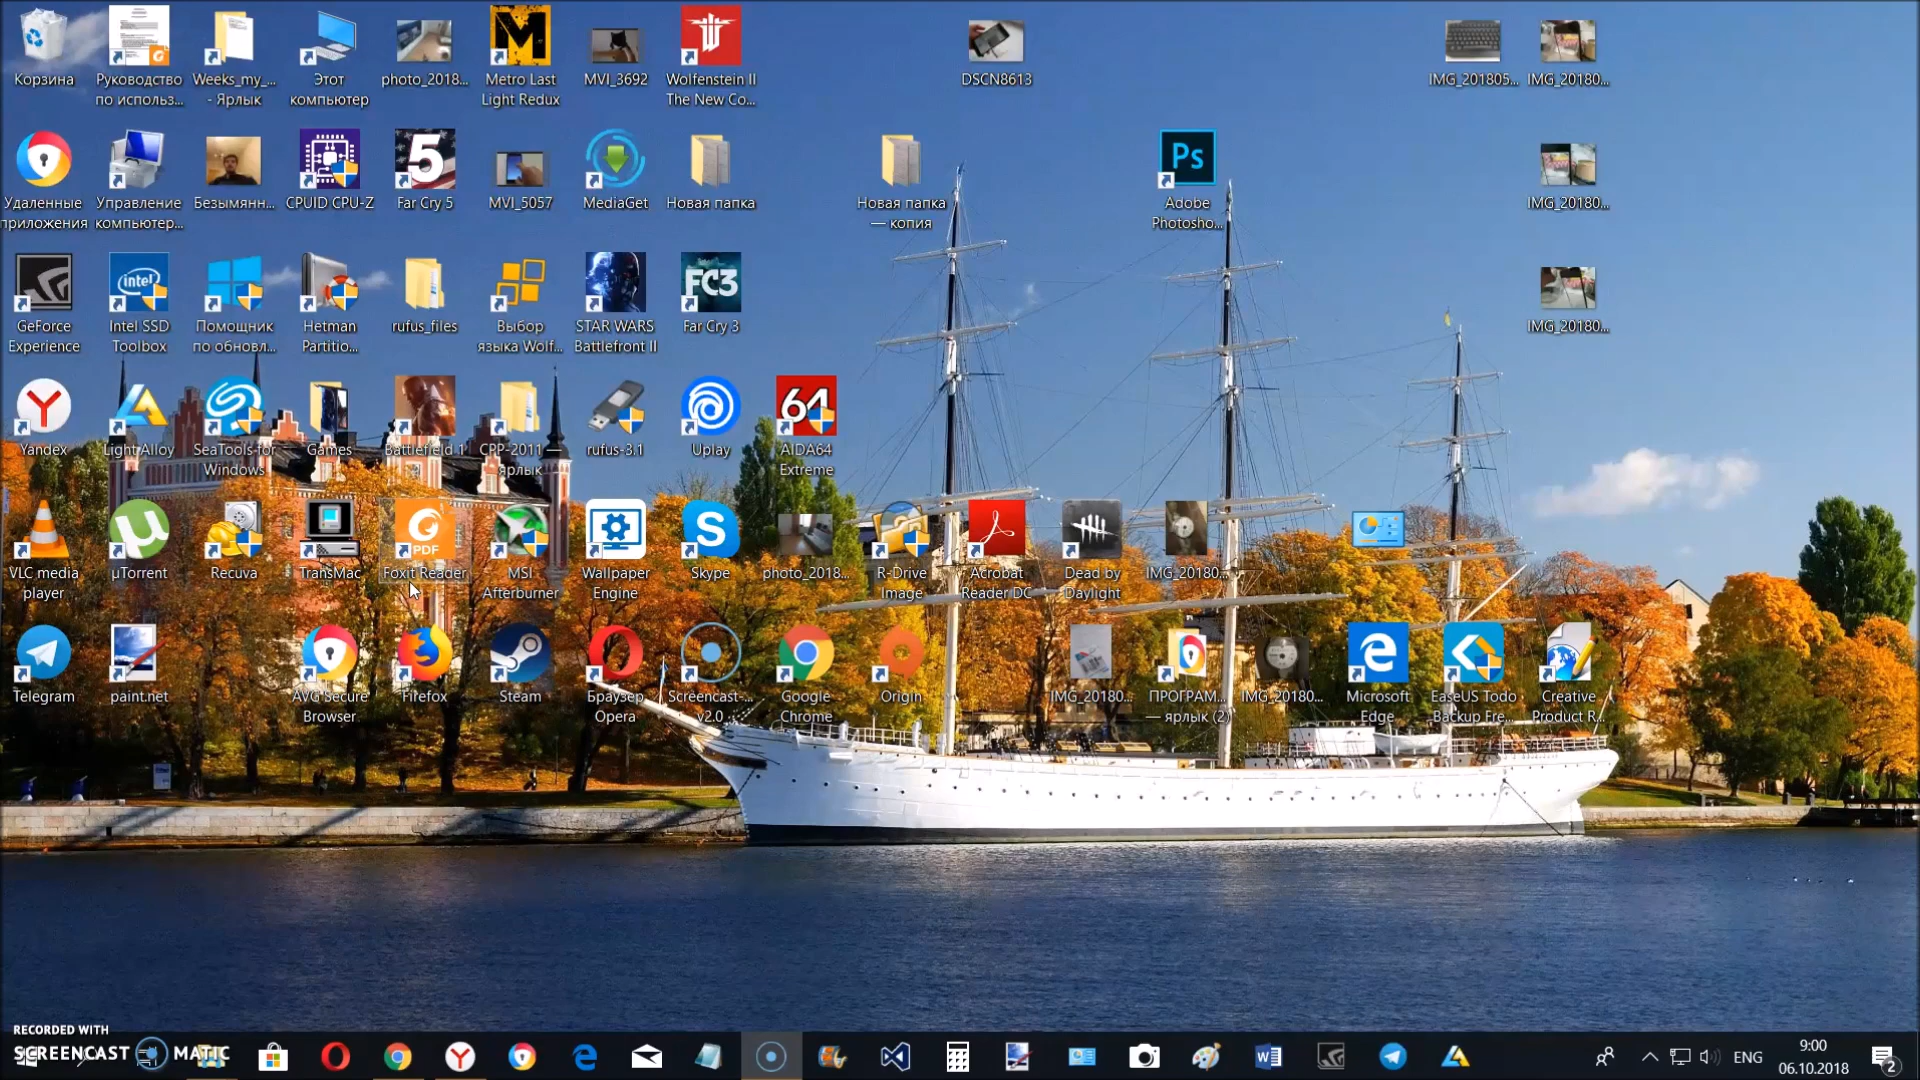 Корзина
Руководство
по использ...
Weeks_my_...
- Ярлык
Этот
компьютер
photo_2018...
Metro Last
Light Redux
MVI_3692
Wolfenstein II
The New Co...
DSCN8613
IMG_201805...
IMG_20180...
Удаленные
приложения
Управление
компьютер...
Безымянн...
CPUID CPU-Z
Far Cry 5
MVI_5057
MediaGet
Новая папка
Новая папка
— копия
Ps
Adobe
Photosho...
IMG_20180...
GeForce
Experience
Intel SSD
Toolbox
Помощник
по обновл...
Hetman
Partitio...
rufus_files
Выбор
языка Wolf...
STAR WARS
Battlefront II
FC3
Far Cry 3
IMG_20180...
Yandex
Light Alloy
SeaTools for
Windows
Games
Battlefield 1
CPP-2011 —
ярлык
rufus-3.1
Uplay
64
AIDA64
Extreme
VLC media
player
µTorrent
Recuva
TransMac
PDF
Foxit Reader
MSI
Afterburner
Wallpaper
Engine
Skype
photo_2018...
R-Drive
Image
Acrobat
Reader DC
Dead by
Daylight
IMG_20180...
Telegram
paint.net
AVG Secure
Browser
Firefox
Steam
Браузер
Opera
Screencast-...
v2.0
Google
Chrome
Origin
IMG_20180...
ПРОГРАМ...
— ярлык (2)
IMG_20180...
Microsoft
Edge
EaseUS Todo
Backup Fre...
Creative
Product R...
RECORDED WITH
SCREENCAST MATIC
ENG
9:00
06.10.2018
2